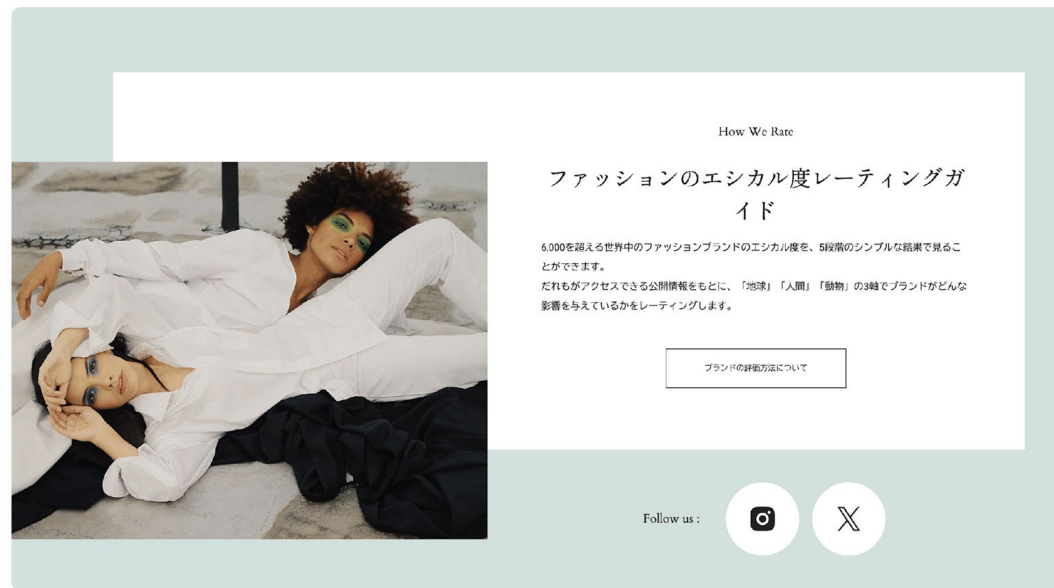 How We Rate
ファッションのエシカル度レーティングガ
イド
6,000を超える世界中のファッションブランドのエシカル度を、5段階のシンプルな結果で見るこ
とができます。
だれもがアクセスできる公開情報をもとに、「地球」「人間」「動物」の3軸でブランドがどんな
影響を与えているかをレーティングします。
ブランドの評価方法について
Follow us :